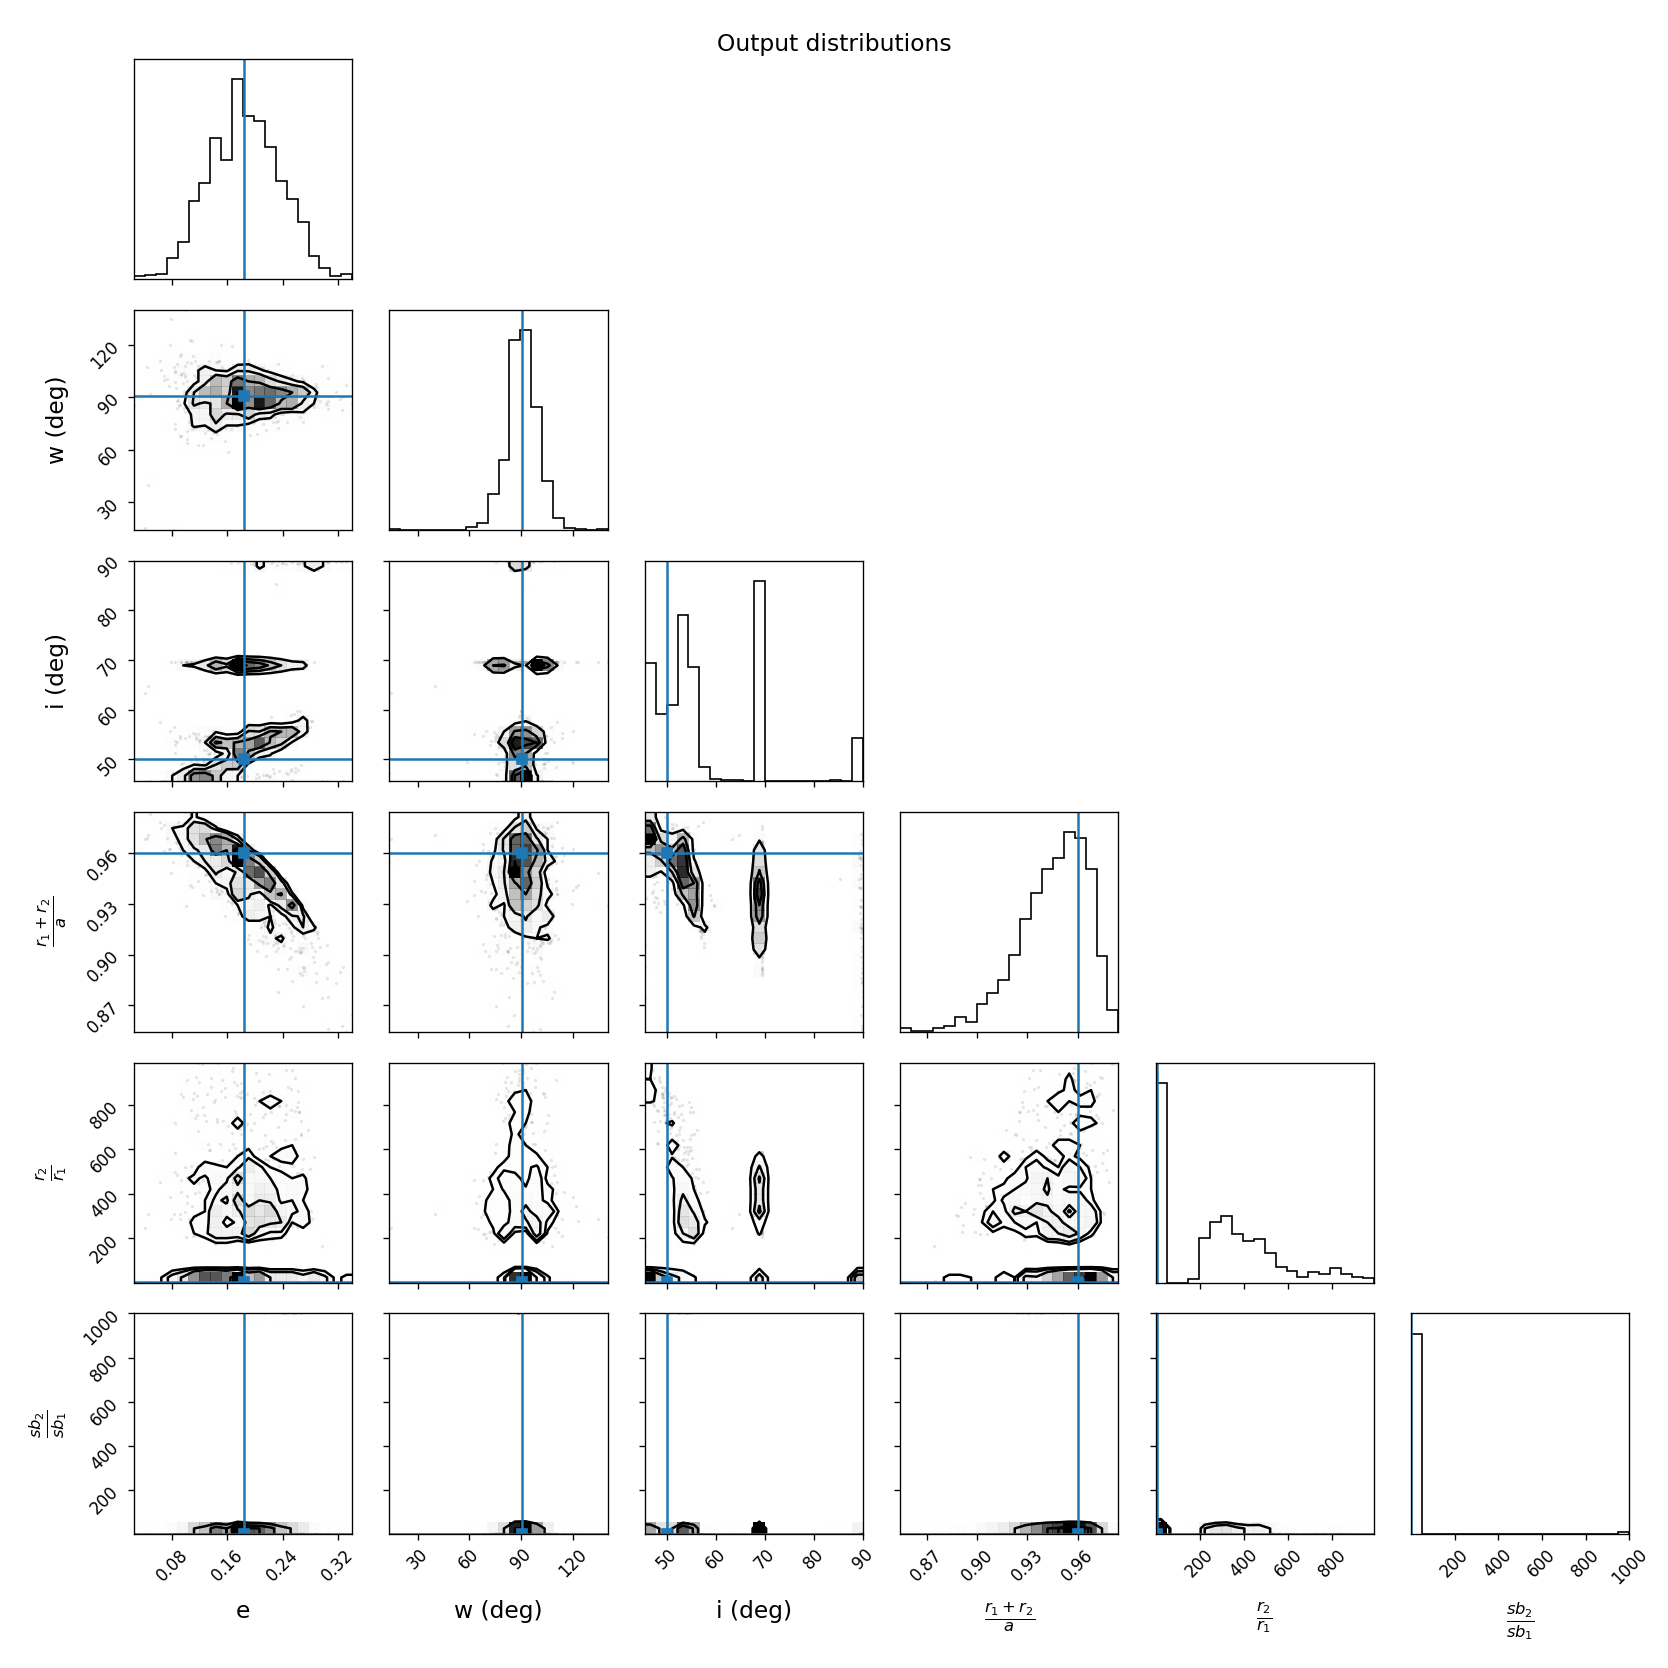 Output distributions
w (deg)
120
90
60
30
i (deg)
90
80
70
60
50
r₁ + r₂
a
0.96
0.93
0.90
0.87
r₂
r₁
800
600
400
200
sb₂
sb₁
1000
800
600
400
200
0.08 0.16 0.24 0.32 30 60 90 120 50 60 70 80 90 0.87 0.90 0.93 0.96 200 400 600 800 200 400 600 800 1000
e
w (deg)
i (deg)
r₁ + r₂
a
r₂
r₁
sb₂
sb₁